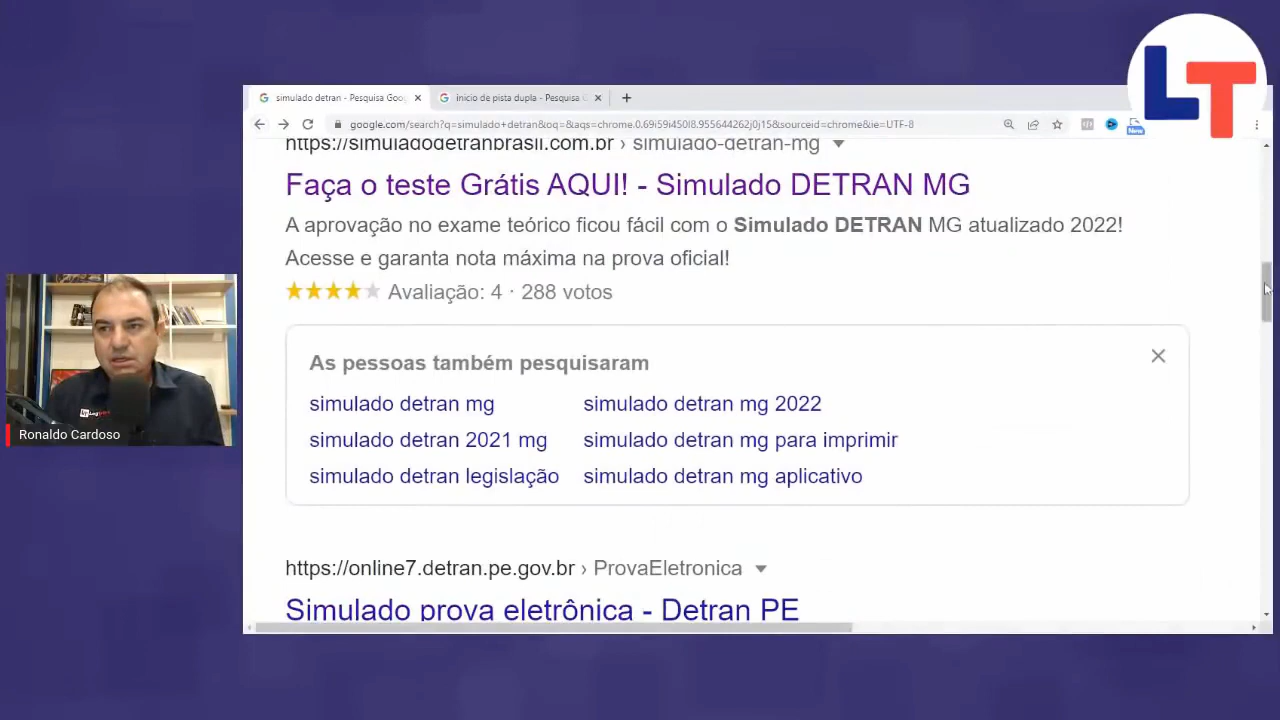 LT
simulado detran - Pesquisa Goo
início de pista dupla - Pesquisa G
google.com/search?q=simulado+detran&oq=&aqs=chrome.0.69i59i450l8.955644262j0j15&sourceid=chrome&ie=UTF-8
New
https://simuladodetranbrasil.com.br › simulado-detran-mg
Faça o teste Grátis AQUI! - Simulado DETRAN MG
A aprovação no exame teórico ficou fácil com o Simulado DETRAN MG atualizado 2022!
Acesse e garanta nota máxima na prova oficial!
Avaliação: 4 · 288 votos
As pessoas também pesquisaram
simulado detran mg
simulado detran mg 2022
simulado detran 2021 mg
simulado detran mg para imprimir
simulado detran legislação
simulado detran mg aplicativo
https://online7.detran.pe.gov.br › ProvaEletronica
Simulado prova eletrônica - Detran PE
Ronaldo Cardoso